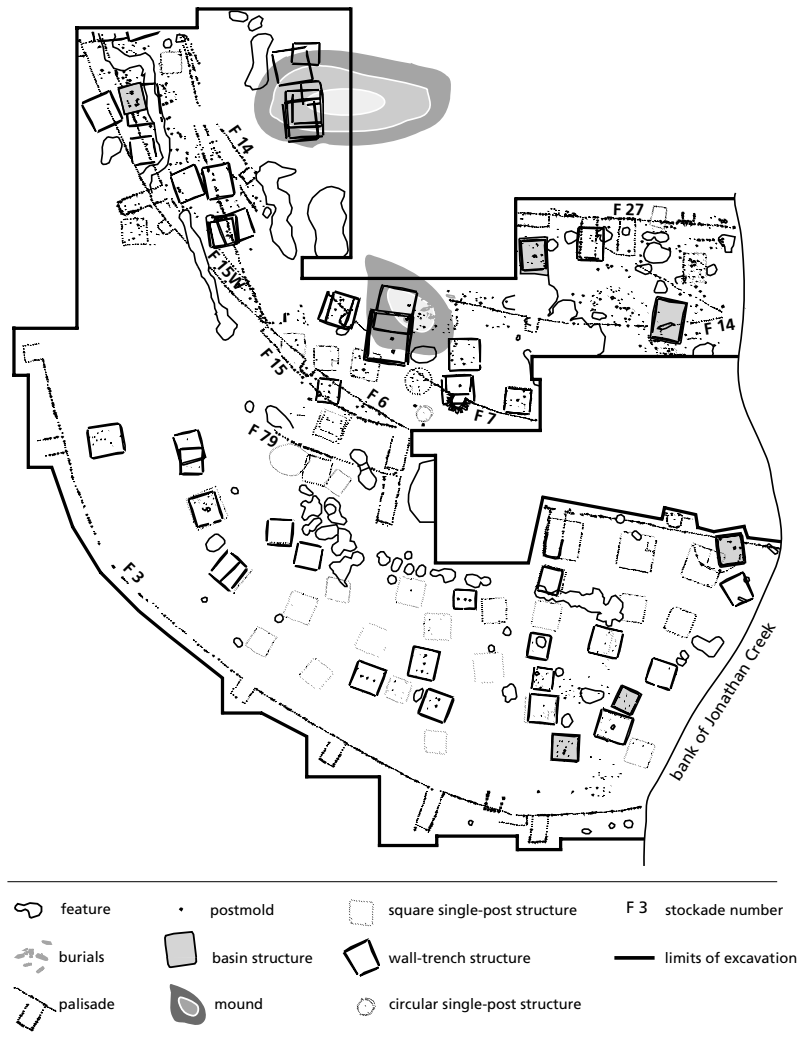 F 14
F 27
F 15W
F 14
F 15
F 6
F 7
F 79
F 3
bank of Jonathan Creek
feature
postmold
square single-post structure
F 3 stockade number
burials
basin structure
wall-trench structure
limits of excavation
palisade
mound
circular single-post structure